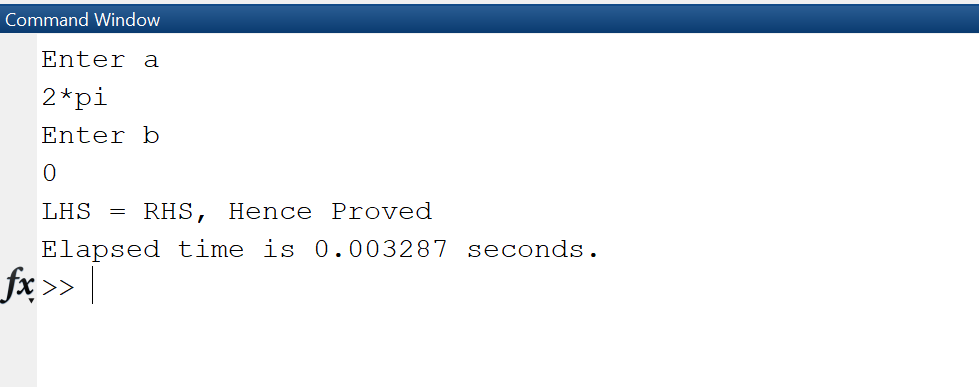 Command Window
Enter a
2*pi
Enter b
0
LHS = RHS, Hence Proved
Elapsed time is 0.003287 seconds.
fx >>